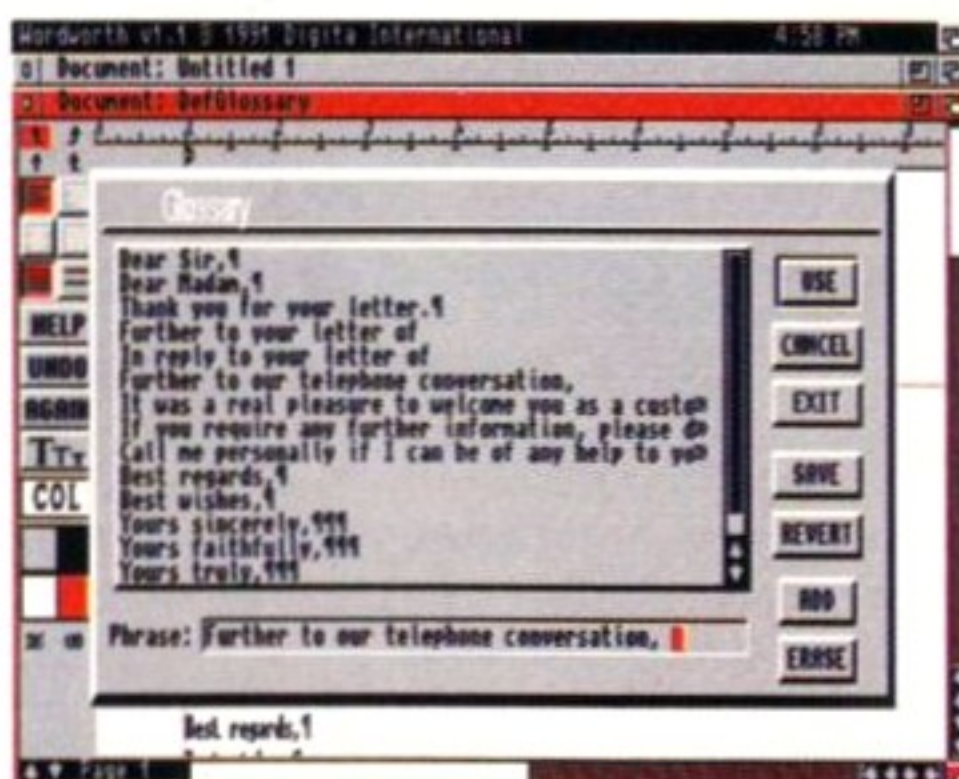 Wordworth v1.1 © 1991 Digita International 4:58 PM
Document: Untitled 1
Document: DefGlossary
Glossary
Dear Sir,¶
Dear Madam,¶
Thank you for your letter.¶
Further to your letter of
In reply to your letter of
Further to our telephone conversation,
It was a real pleasure to welcome you as a custo»
If you require any further information, please d»
Call me personally if I can be of any help to yo»
Best regards,¶
Best wishes,¶
Yours sincerely,¶¶¶
Yours faithfully,¶¶¶
Yours truly,¶¶¶
Phrase: Further to our telephone conversation,
USE
CANCEL
EXIT
SAVE
REVERT
ADD
ERASE
HELP
UNDO
AGAIN
TTT
COL
Best regards,¶
Page 1